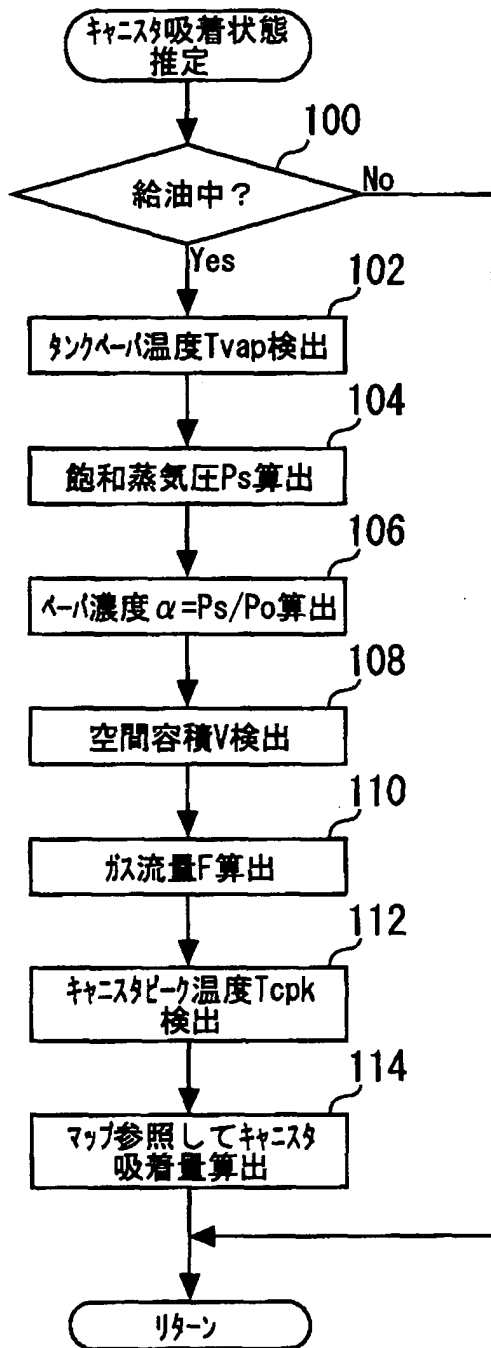 キャニスタ吸着状態
推定
100
給油中？
No
Yes
102
タンクベーパ温度Tvap検出
104
飽和蒸気圧Ps算出
106
ベーパ濃度α=Ps/Po算出
108
空間容積V検出
110
ガス流量F算出
112
キャニスタピーク温度Tcpk
検出
114
マップ参照してキャニスタ
吸着量算出
リターン